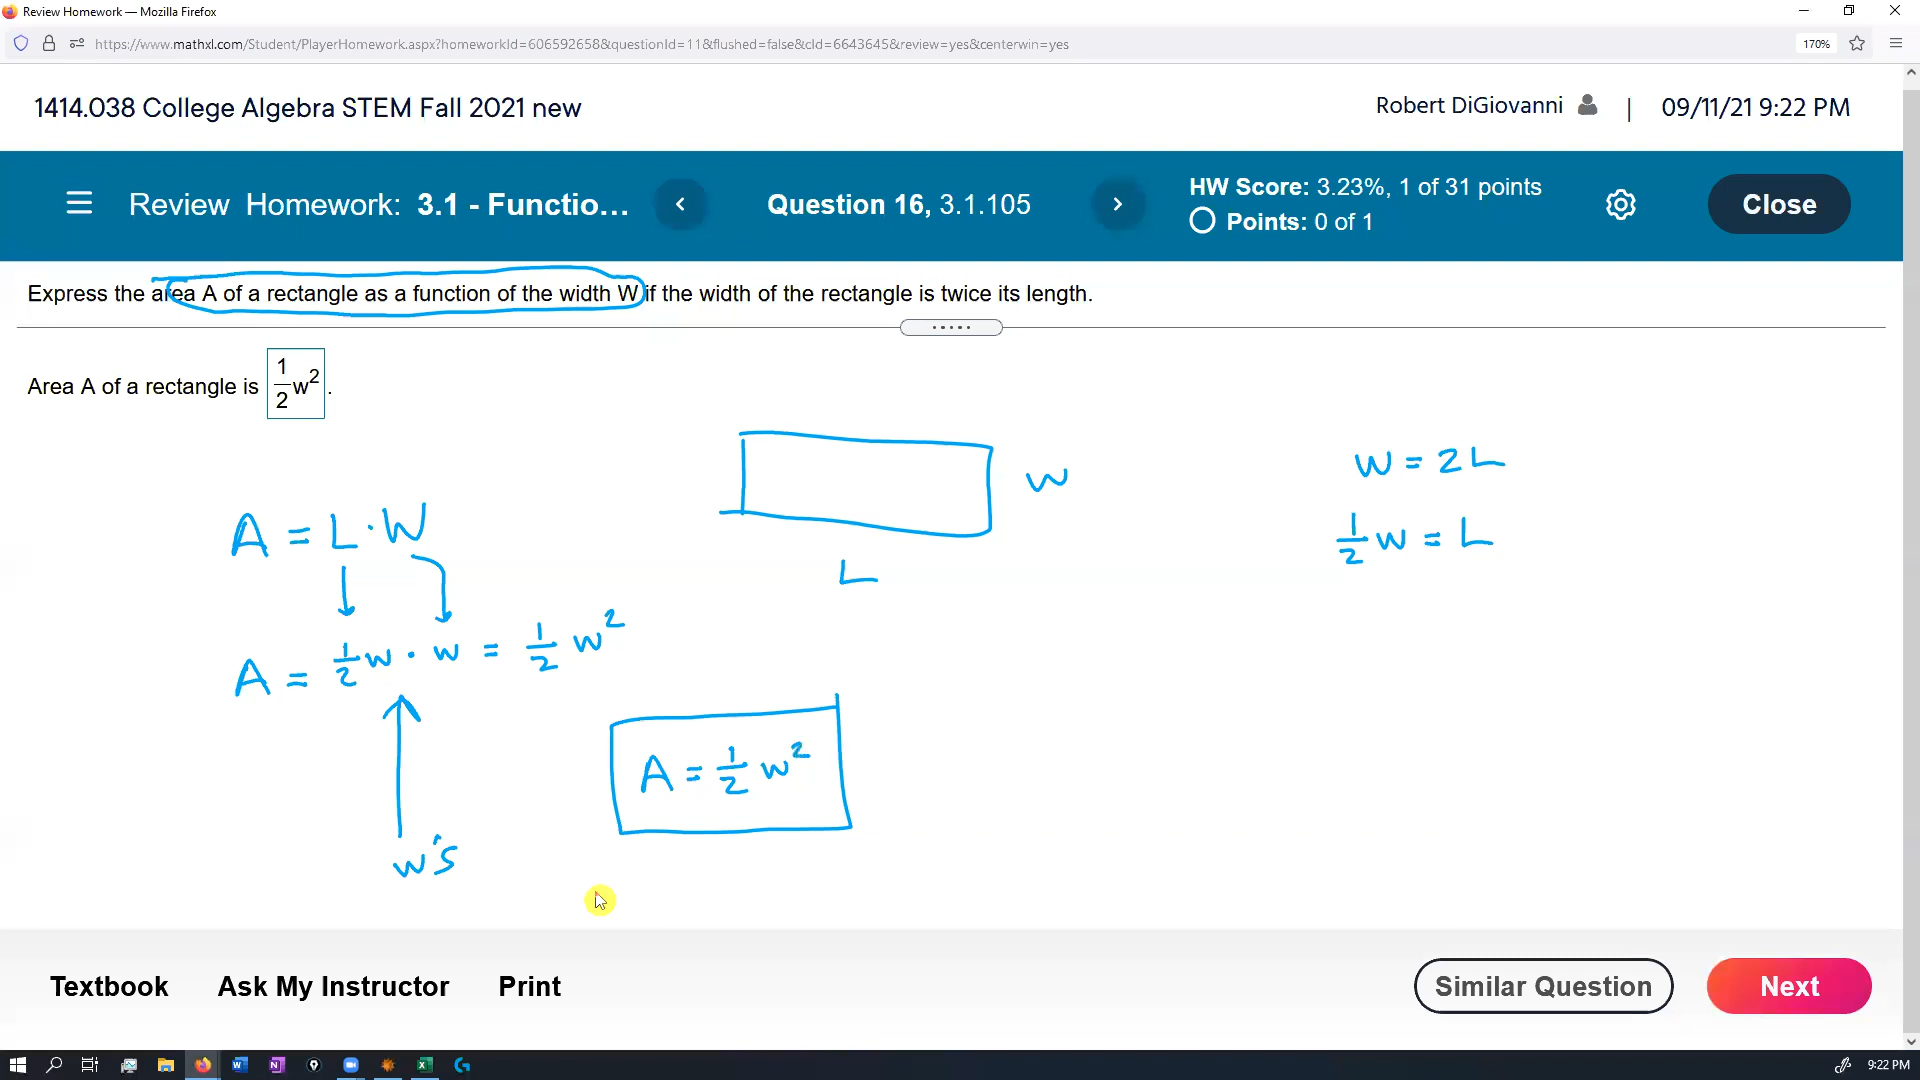 Review Homework — Mozilla Firefox
https://www.mathxl.com/Student/PlayerHomework.aspx?homeworkId=606592658&questionId=11&flushed=false&cId=6643645&review=yes&centerwin=yes
170%
1414.038 College Algebra STEM Fall 2021 new
Robert DiGiovanni | 09/11/21 9:22 PM
Review Homework: 3.1 - Functio...
Question 16, 3.1.105
HW Score: 3.23%, 1 of 31 points
Points: 0 of 1
Close
Express the area A of a rectangle as a function of the width W if the width of the rectangle is twice its length.
Area A of a rectangle is 1/2 w².
W = 2L
w
A = L · W
1/2 w = L
L
A = 1/2 w · w = 1/2 w²
A = 1/2 w²
w's
Textbook
Ask My Instructor
Print
Similar Question
Next
9:22 PM